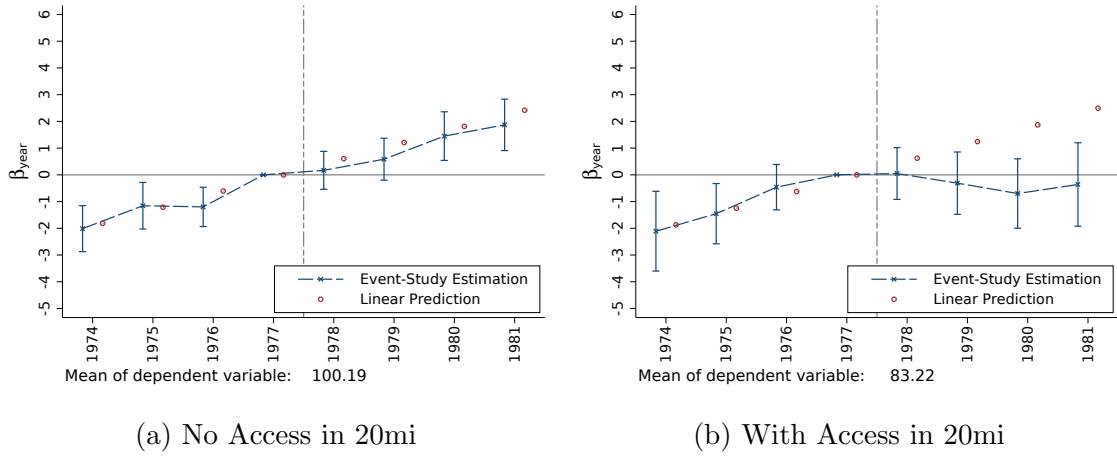 6
5
4
3
2
1
0
-1
-2
-3
-4
-5
βyear
Event-Study Estimation
Linear Prediction
1974 1975 1976 1977 1978 1979 1980 1981
Mean of dependent variable: 100.19
(a) No Access in 20mi
6
5
4
3
2
1
0
-1
-2
-3
-4
-5
βyear
Event-Study Estimation
Linear Prediction
1974 1975 1976 1977 1978 1979 1980 1981
Mean of dependent variable: 83.22
(b) With Access in 20mi